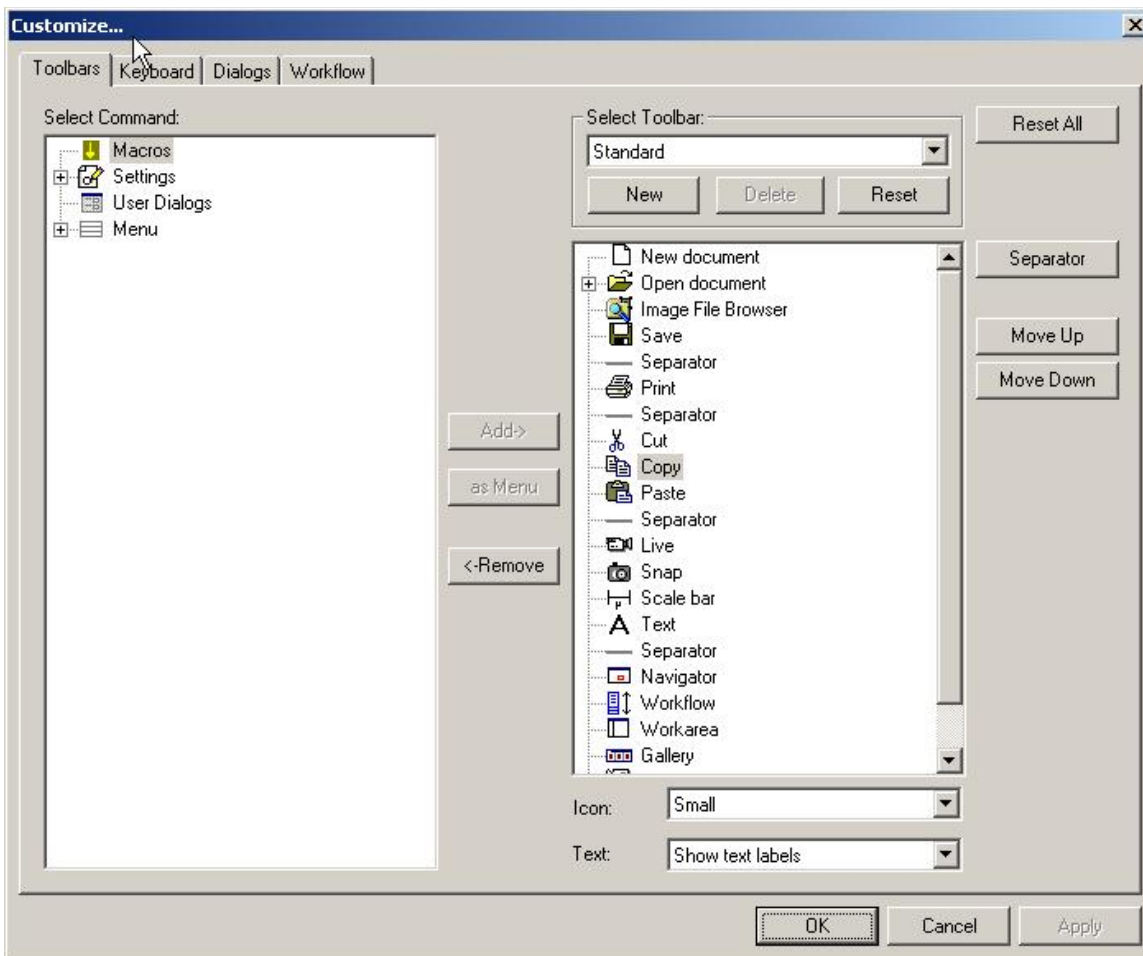 Customize...
Toolbars
Keyboard
Dialogs
Workflow
Select Command:
Macros
Settings
User Dialogs
Menu
Add->
as Menu
<-Remove
Select Toolbar:
Standard
New
Delete
Reset
New document
Open document
Image File Browser
Save
Separator
Print
Separator
Cut
Copy
Paste
Separator
Live
Snap
Scale bar
Text
Separator
Navigator
Workflow
Workarea
Gallery
Icon:
Small
Text:
Show text labels
Reset All
Separator
Move Up
Move Down
OK
Cancel
Apply